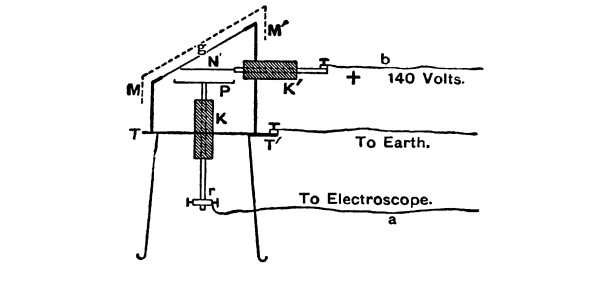 M'
g
N'
M
b
+ 140 Volts.
K'
P
K
T
T'
To Earth.
r
To Electroscope.
a